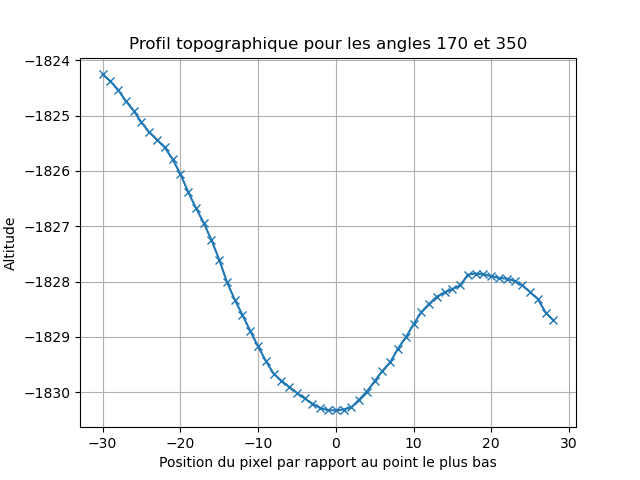 Profil topographique pour les angles 170 et 350
−1824
−1825
−1826
−1827
−1828
−1829
−1830
Altitude
−30 −20 −10 0 10 20 30
Position du pixel par rapport au point le plus bas